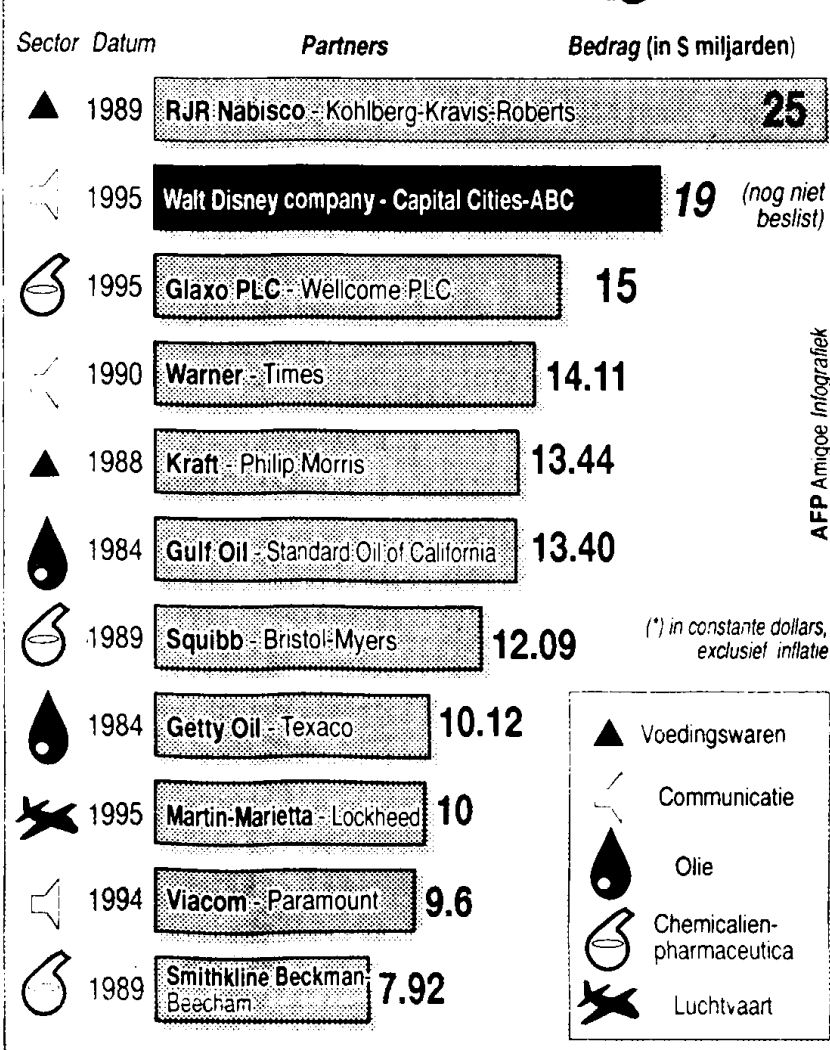 Sector Datum Partners Bedrag (in $ miljarden)
1989 RJR Nabisco - Kohlberg-Kravis-Roberts 25
1995 Walt Disney company - Capital Cities-ABC 19 (nog niet
beslist)
1995 Glaxo PLC - Wellcome PLC 15
1990 Warner - Times 14.11
1988 Kraft - Philip Morris 13.44
1984 Gulf Oil - Standard Oil of California 13.40
1989 Squibb - Bristol-Myers 12.09
1984 Getty Oil - Texaco 10.12
1995 Martin-Marietta - Lockheed 10
1994 Viacom - Paramount 9.6
1989 Smithkline Beckman-
Beecham 7.92
AFP Amigoe Infografiek
(*) in constante dollars,
exclusief inflatie
Voedingswaren
Communicatie
Olie
Chemicalien-
pharmaceutica
Luchtvaart